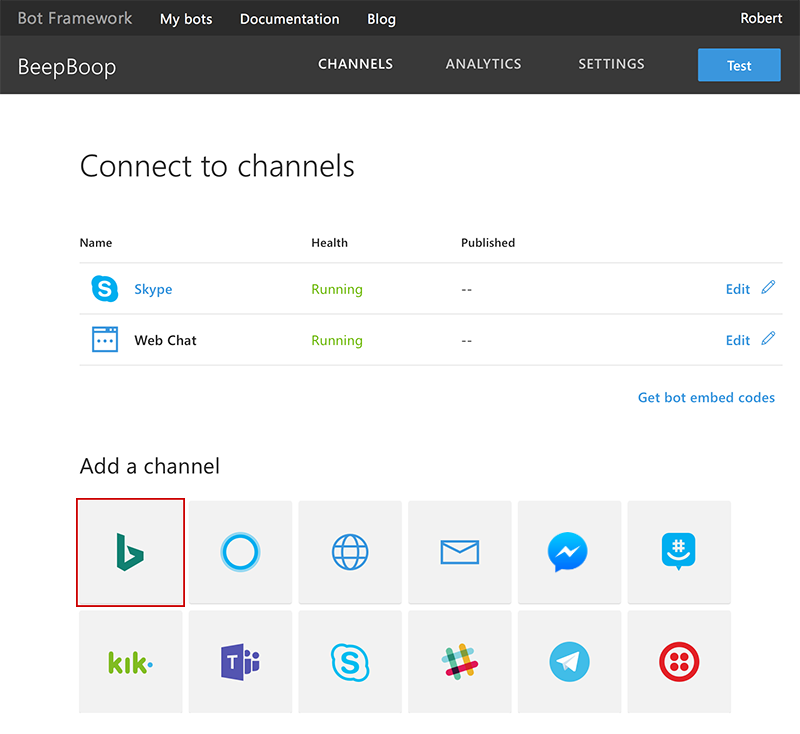 Bot Framework My bots Documentation Blog Robert
BeepBoop CHANNELS ANALYTICS SETTINGS Test
Connect to channels
Name Health Published
Skype Running -- Edit
Web Chat Running -- Edit
Get bot embed codes
Add a channel
kik.
T